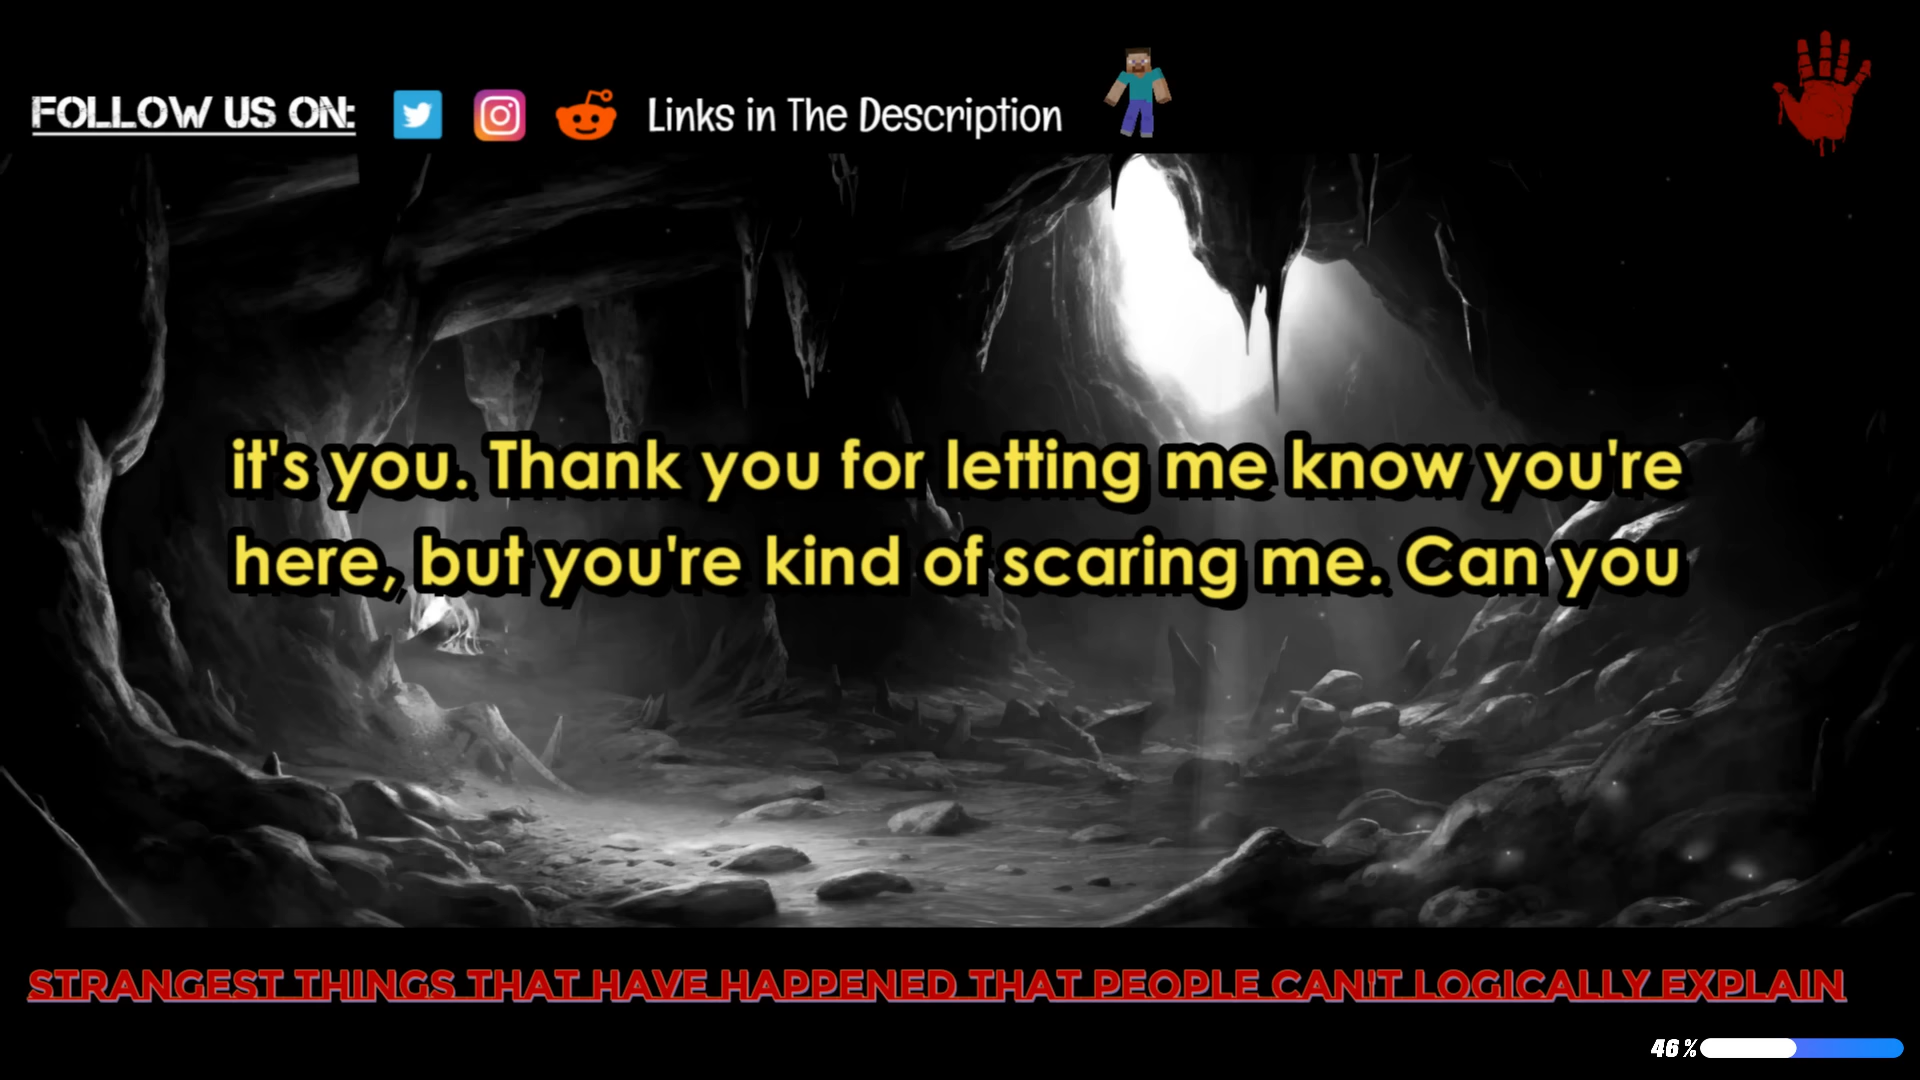 FOLLOW US ON: Links in The Description
it's you. Thank you for letting me know you're
here, but you're kind of scaring me. Can you
STRANGEST THINGS THAT HAVE HAPPENED THAT PEOPLE CAN'T LOGICALLY EXPLAIN
46%